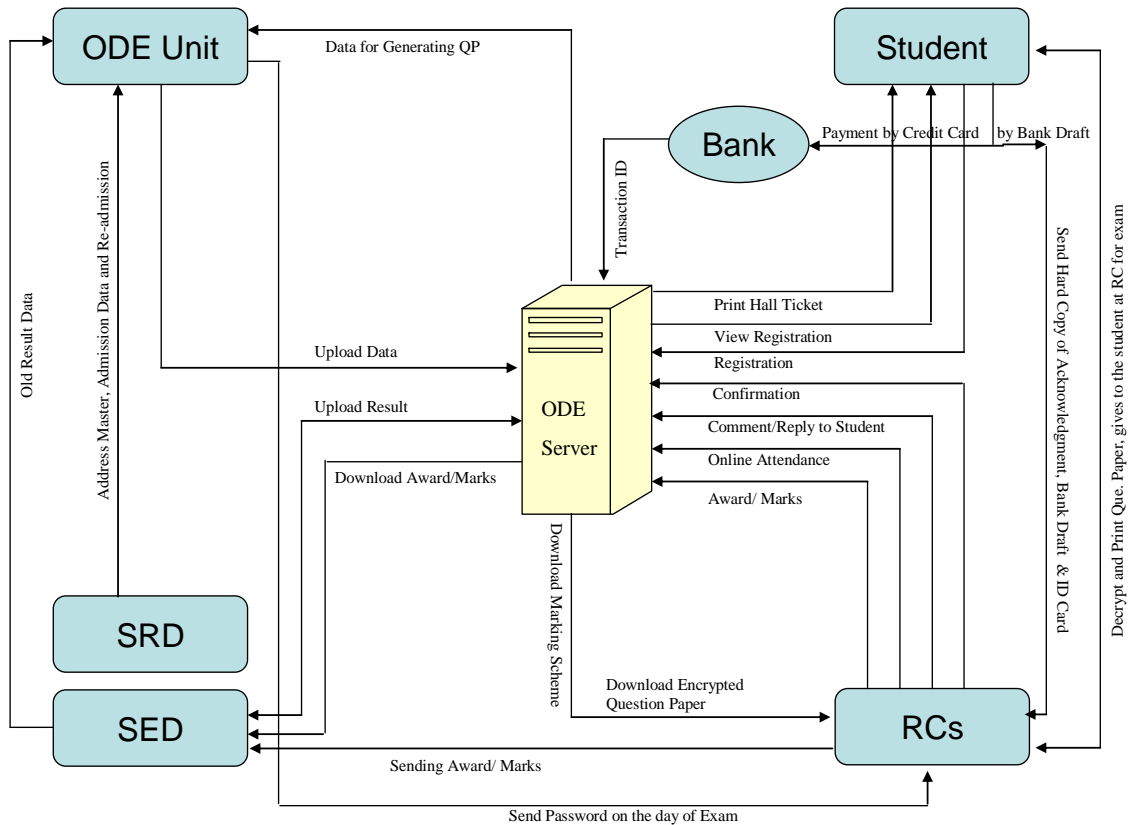 ODE Unit
Data for Generating QP
Student
Bank
Payment by Credit Card
by Bank Draft
Transaction ID
Address Master, Admission Data and Re-admission
Old Result Data
Send Hard Copy of Acknowledgment, Bank Draft & ID Card
Decrypt and Print Que. Paper, gives to the student at RC for exam
Print Hall Ticket
View Registration
Upload Data
Registration
Confirmation
Upload Result
ODE
Server
Comment/Reply to Student
Online Attendance
Download Award/Marks
Award/ Marks
Download Marking Scheme
SRD
Download Encrypted
Question Paper
SED
RCs
Sending Award/ Marks
Send Password on the day of Exam